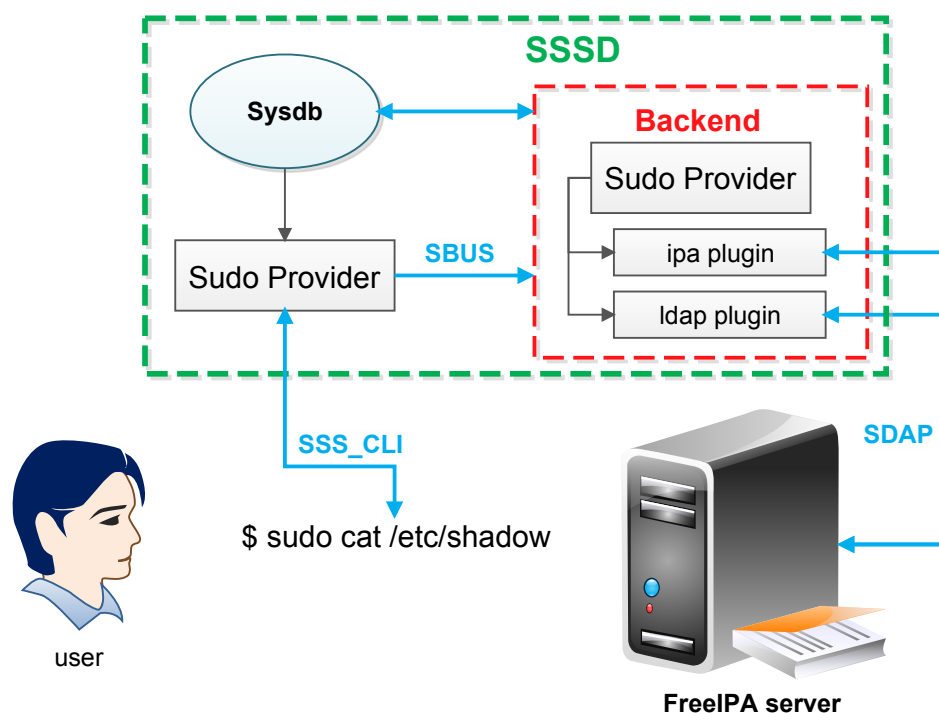 SSSD
Sysdb
Backend
Sudo Provider
SBUS
Sudo Provider
ipa plugin
ldap plugin
SSS_CLI
SDAP
$ sudo cat /etc/shadow
user
FreeIPA server